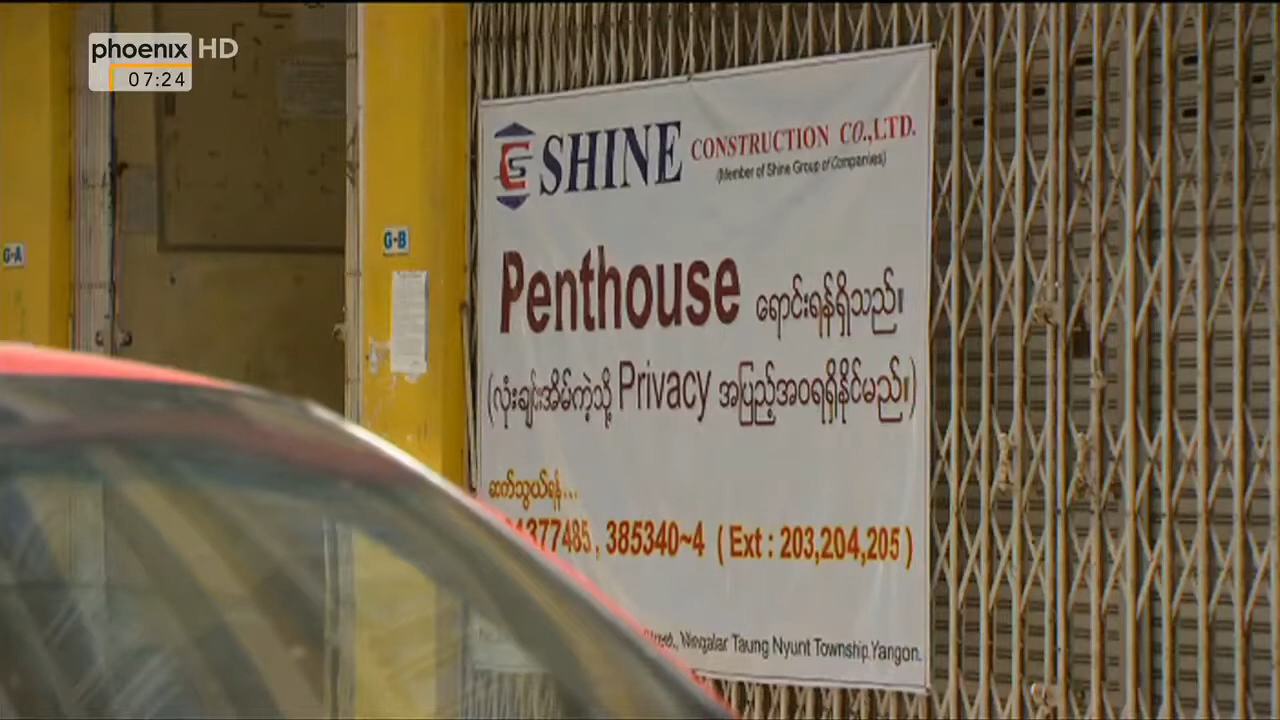 phoenix HD
07:24
G-A
G-B
SHINE CONSTRUCTION CO.,LTD.
(Member of Shine Group of Companies)
Penthouse ရောင်းရန်ရှိသည်။
(လုံးချင်းအိမ်ကဲ့သို့ Privacy အပြည့်အဝရရှိနိုင်မည်။)
ဆက်သွယ်ရန်...
1377485, 385340~4 ( Ext : 203,204,205 )
Street., Mingalar Taung Nyunt Township.Yangon.